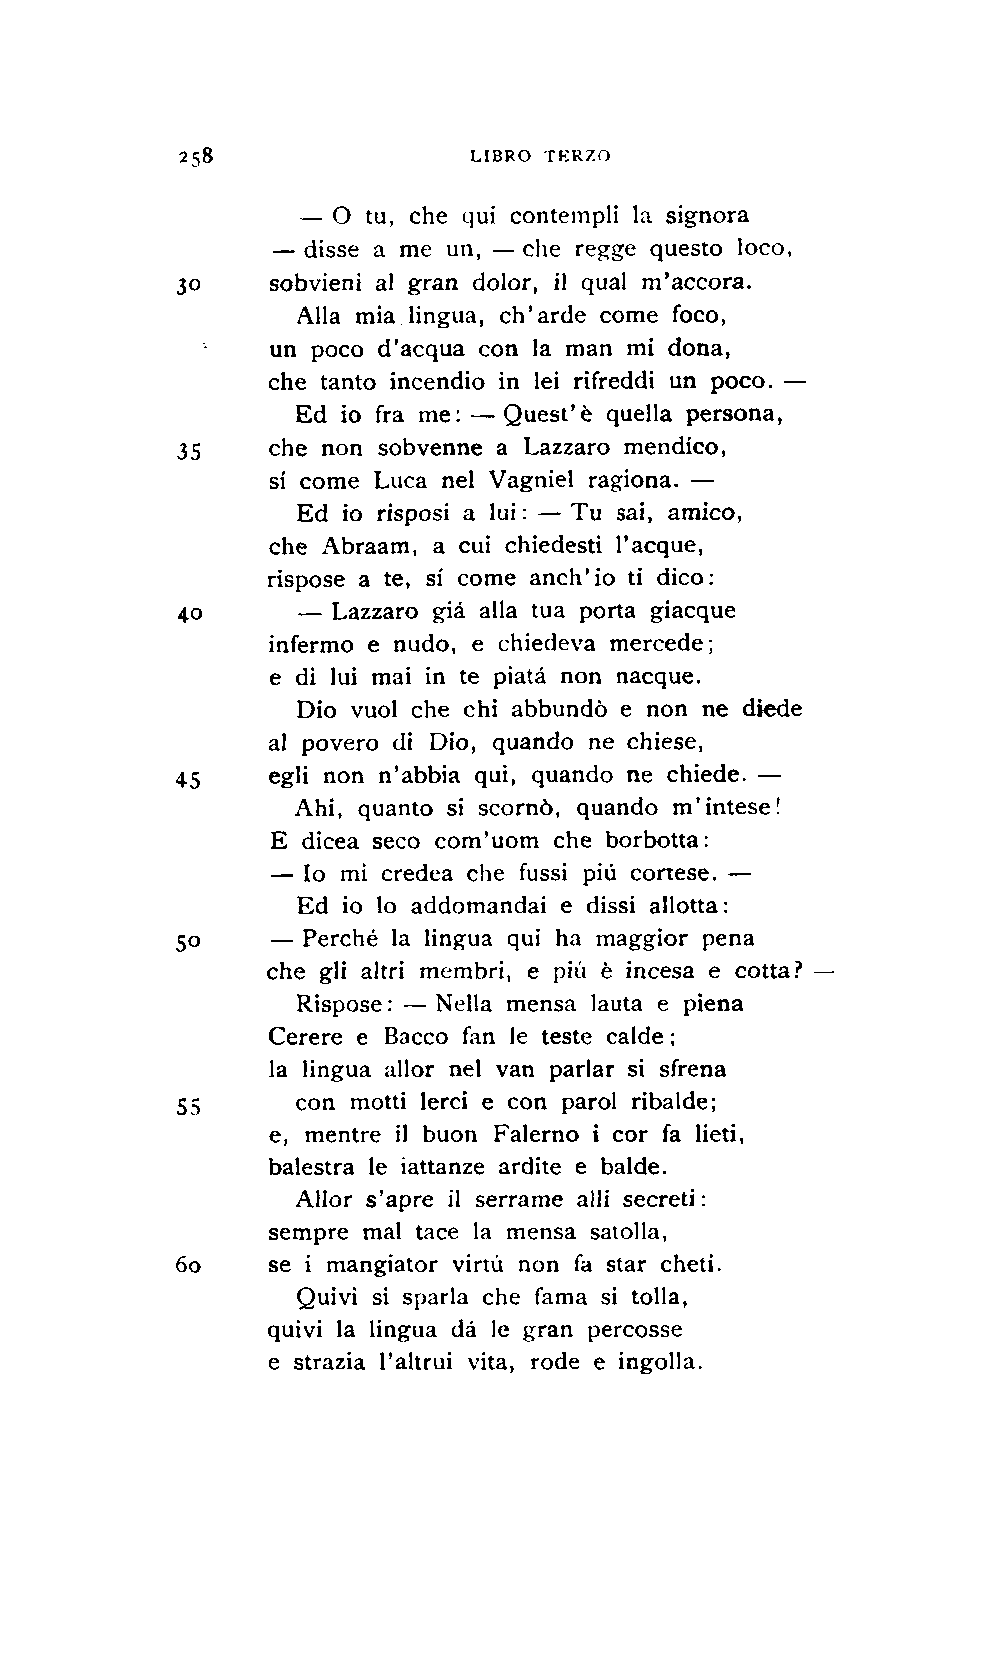 258 LIBRO TERZO
— O tu, che qui contempli la signora
— disse a me un, — che regge questo loco,
30 sobvieni al gran dolor, il qual m'accora.
Alla mia lingua, ch'arde come foco,
un poco d'acqua con la man mi dona,
che tanto incendio in lei rifreddi un poco. —
Ed io fra me: — Quest'è quella persona,
35 che non sobvenne a Lazzaro mendíco,
sí come Luca nel Vagniel ragiona. —
Ed io risposi a lui: — Tu sai, amico,
che Abraam, a cui chiedesti l'acque,
rispose a te, sí come anch'io ti dico:
40 — Lazzaro giá alla tua porta giacque
infermo e nudo, e chiedeva mercede;
e di lui mai in te piatá non nacque.
Dio vuol che chi abbundò e non ne diede
al povero di Dio, quando ne chiese,
45 egli non n'abbia qui, quando ne chiede. —
Ahi, quanto si scornò, quando m'intese!
E dicea seco com'uom che borbotta:
— Io mi credea che fussi piú cortese. —
Ed io lo addomandai e dissi allotta:
50 — Perché la lingua qui ha maggior pena
che gli altri membri, e piú è incesa e cotta? —
Rispose: — Nella mensa lauta e piena
Cerere e Bacco fan le teste calde;
la lingua allor nel van parlar si sfrena
55 con motti lerci e con parol ribalde;
e, mentre il buon Falerno i cor fa lieti,
balestra le iattanze ardite e balde.
Allor s'apre il serrame alli secreti:
sempre mal tace la mensa satolla,
60 se i mangiator virtú non fa star cheti.
Quivi si sparla che fama si tolla,
quivi la lingua dá le gran percosse
e strazia l'altrui vita, rode e ingolla.